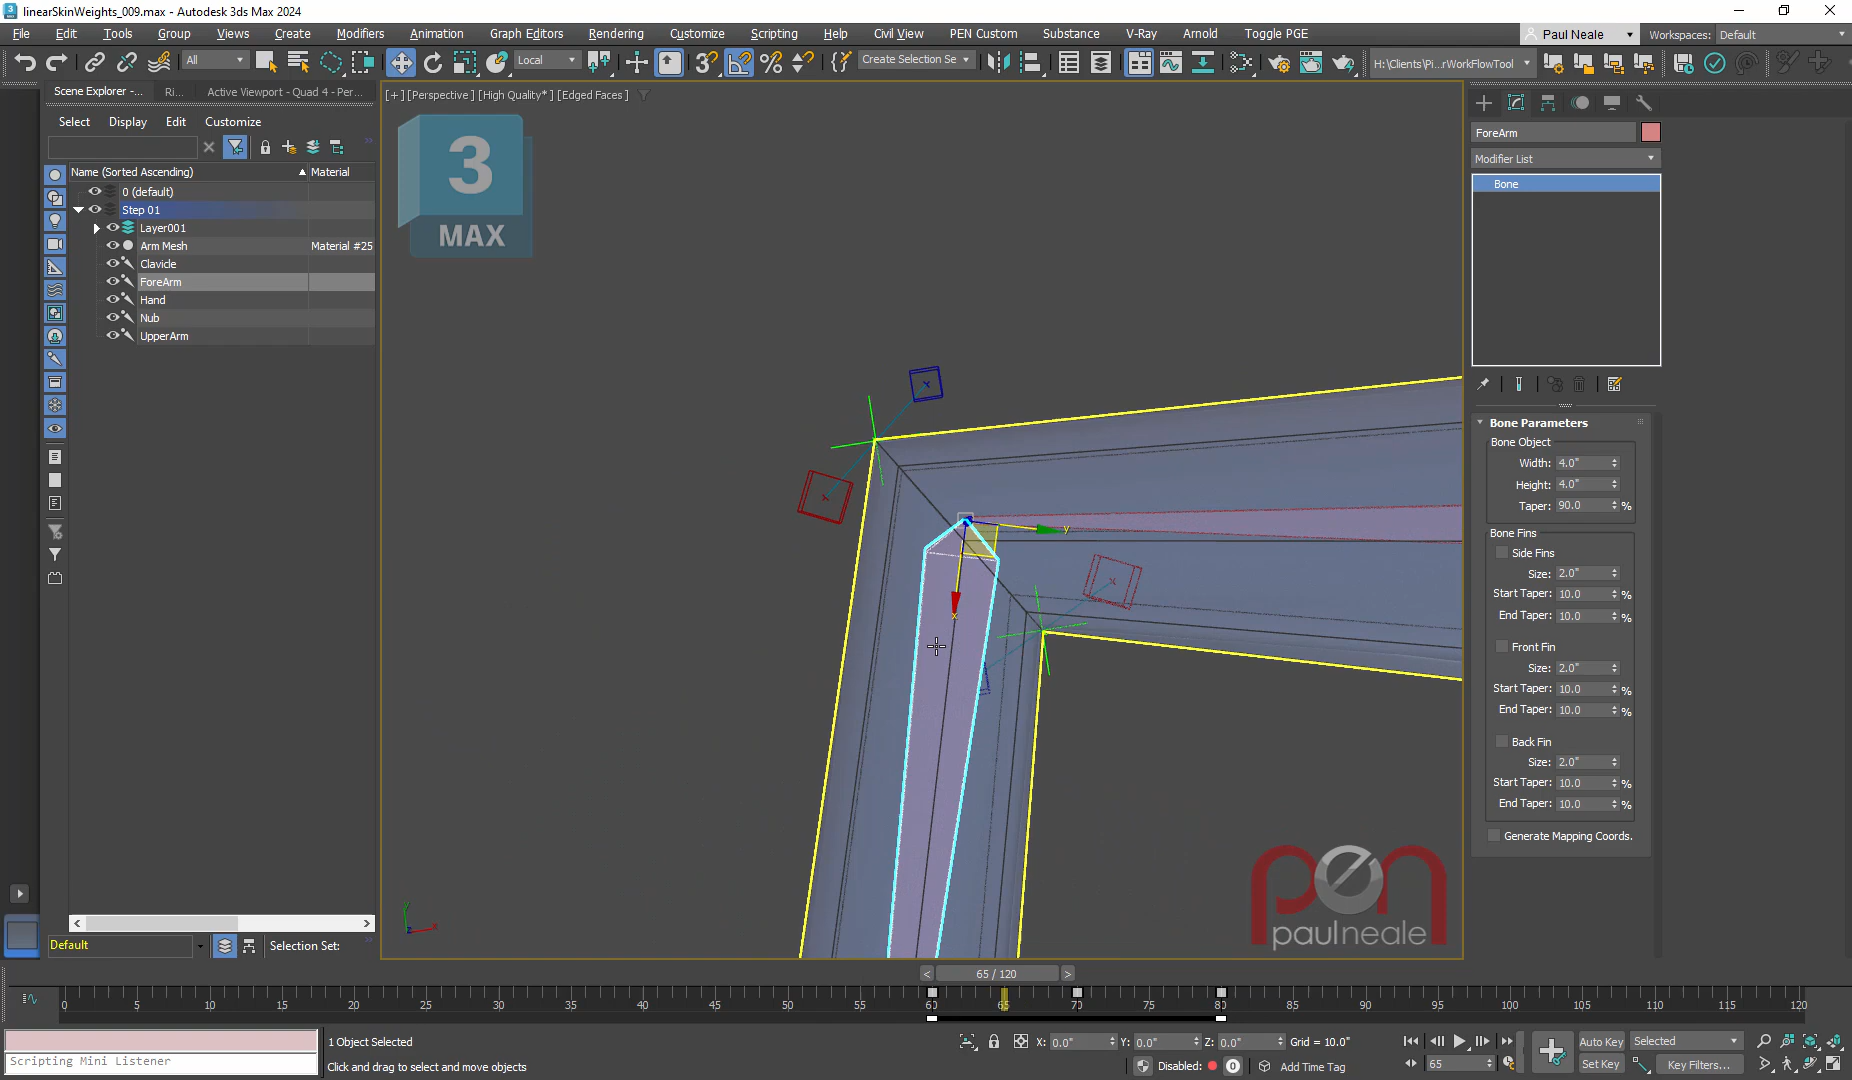 linearSkinWeights_009.max - Autodesk 3ds Max 2024
File Edit Tools Group Views Create Modifiers Animation Graph Editors Rendering Customize Scripting Help Civil View PEN Custom Substance V-Ray Arnold Toggle PGE Paul Neale Workspaces: Default
All Local Create Selection Se H:\Clients\Pi...rWorkFlowTool
Scene Explorer -... Ri... Active Viewport - Quad 4 - Per...
Select Display Edit Customize
Name (Sorted Ascending) Material
0 (default)
Step 01
Layer001
Arm Mesh Material #25
Clavicle
ForeArm
Hand
Nub
UpperArm
Default Selection Set:
[+] [Perspective] [High Quality*] [Edged Faces]
3
MAX
Y
Y
X
y
x
pen
paulneale
ForeArm
Modifier List
Bone
Bone Parameters
Bone Object
Width: 4.0"
Height: 4.0"
Taper: 90.0 %
Bone Fins
Side Fins
Size: 2.0"
Start Taper: 10.0 %
End Taper: 10.0 %
Front Fin
Size: 2.0"
Start Taper: 10.0 %
End Taper: 10.0 %
Back Fin
Size: 2.0"
Start Taper: 10.0 %
End Taper: 10.0 %
Generate Mapping Coords.
< 65 / 120 >
0 5 10 15 20 25 30 35 40 45 50 55 60 65 70 75 80 85 90 95 100 105 110 115 120
1 Object Selected X: 0.0" Y: 0.0" Z: 0.0" Grid = 10.0" Auto Key Selected
Scripting Mini Listener Click and drag to select and move objects Disabled: 0 Add Time Tag 65 Set Key Key Filters...